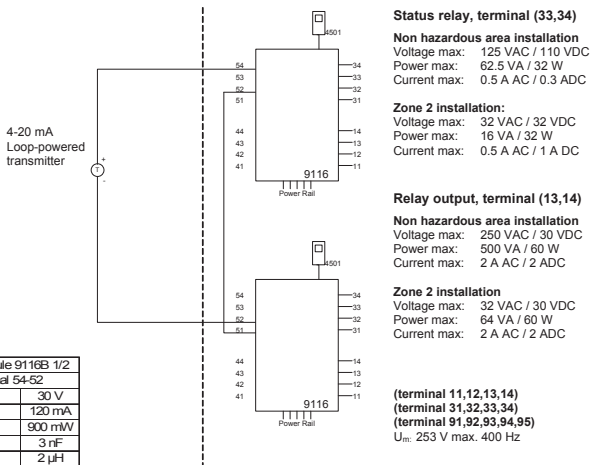 4501
54
53
52
51
44
43
42
41
34
33
32
31
14
13
12
11
9116
Power Rail
4-20 mA
Loop-powered
transmitter
+
T
-
4501
54
53
52
51
44
43
42
41
34
33
32
31
14
13
12
11
9116
Power Rail
9116B 1/2
54-52
30 V
120 mA
900 mW
3 nF
2 µH
Status relay, terminal (33,34)
Non hazardous area installation
Voltage max: 125 VAC / 110 VDC
Power max: 62.5 VA / 32 W
Current max: 0.5 A AC / 0.3 ADC
Zone 2 installation:
Voltage max: 32 VAC / 32 VDC
Power max: 16 VA / 32 W
Current max: 0.5 A AC / 1 A DC
Relay output, terminal (13,14)
Non hazardous area installation
Voltage max: 250 VAC / 30 VDC
Power max: 500 VA / 60 W
Current max: 2 A AC / 2 ADC
Zone 2 installation
Voltage max: 32 VAC / 30 VDC
Power max: 64 VA / 60 W
Current max: 2 A AC / 2 ADC
(terminal 11,12,13,14)
(terminal 31,32,33,34)
(terminal 91,92,93,94,95)
Um: 253 V max. 400 Hz